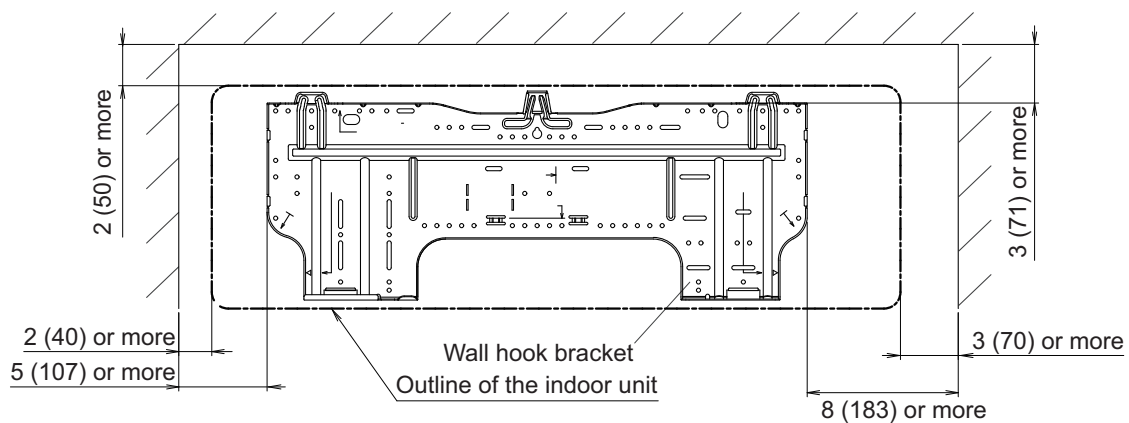 2 (50) or more
3 (71) or more
2 (40) or more
5 (107) or more
Wall hook bracket
Outline of the indoor unit
3 (70) or more
8 (183) or more